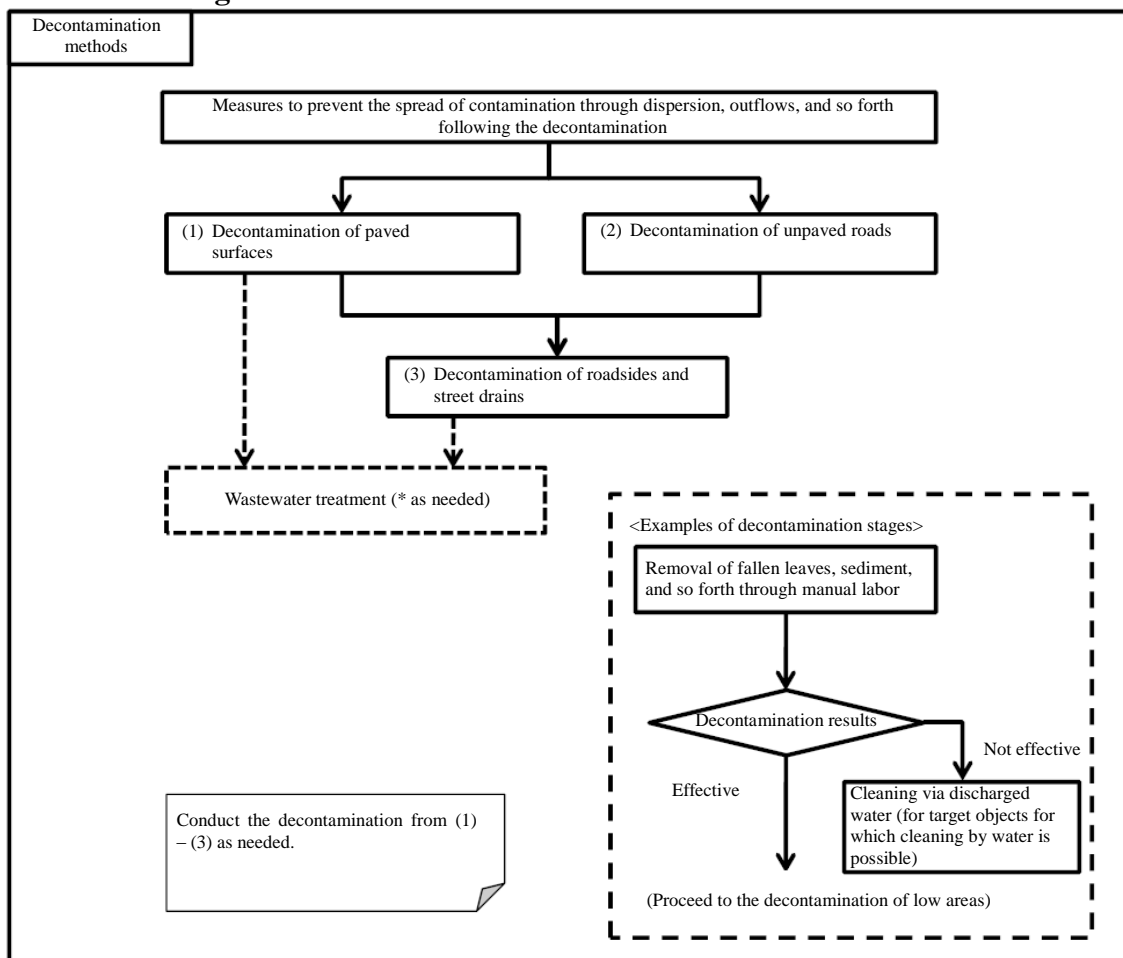 Decontamination
methods
Measures to prevent the spread of contamination through dispersion, outflows, and so forth
following the decontamination
(1) Decontamination of paved
surfaces
(2) Decontamination of unpaved roads
(3) Decontamination of roadsides and
street drains
Wastewater treatment (* as needed)
<Examples of decontamination stages>
Removal of fallen leaves, sediment,
and so forth through manual labor
Decontamination results
Not effective
Effective
Cleaning via discharged
water (for target objects for
which cleaning by water is
possible)
(Proceed to the decontamination of low areas)
Conduct the decontamination from (1)
– (3) as needed.